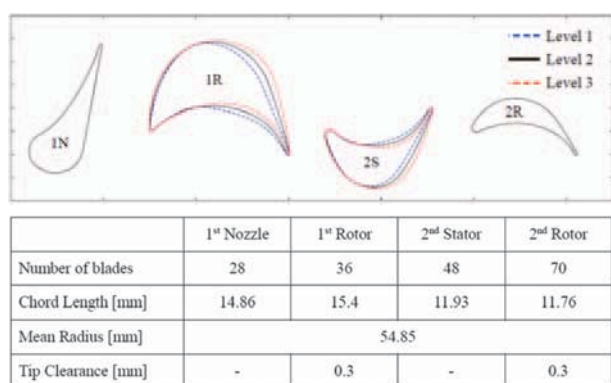 Level 1
Level 2
Level 3
1N
1R
2S
2R
1st Nozzle 1st Rotor 2nd Stator 2nd Rotor
Number of blades 28 36 48 70
Chord Length [mm] 14.86 15.4 11.93 11.76
Mean Radius [mm] 54.85
Tip Clearance [mm] - 0.3 - 0.3